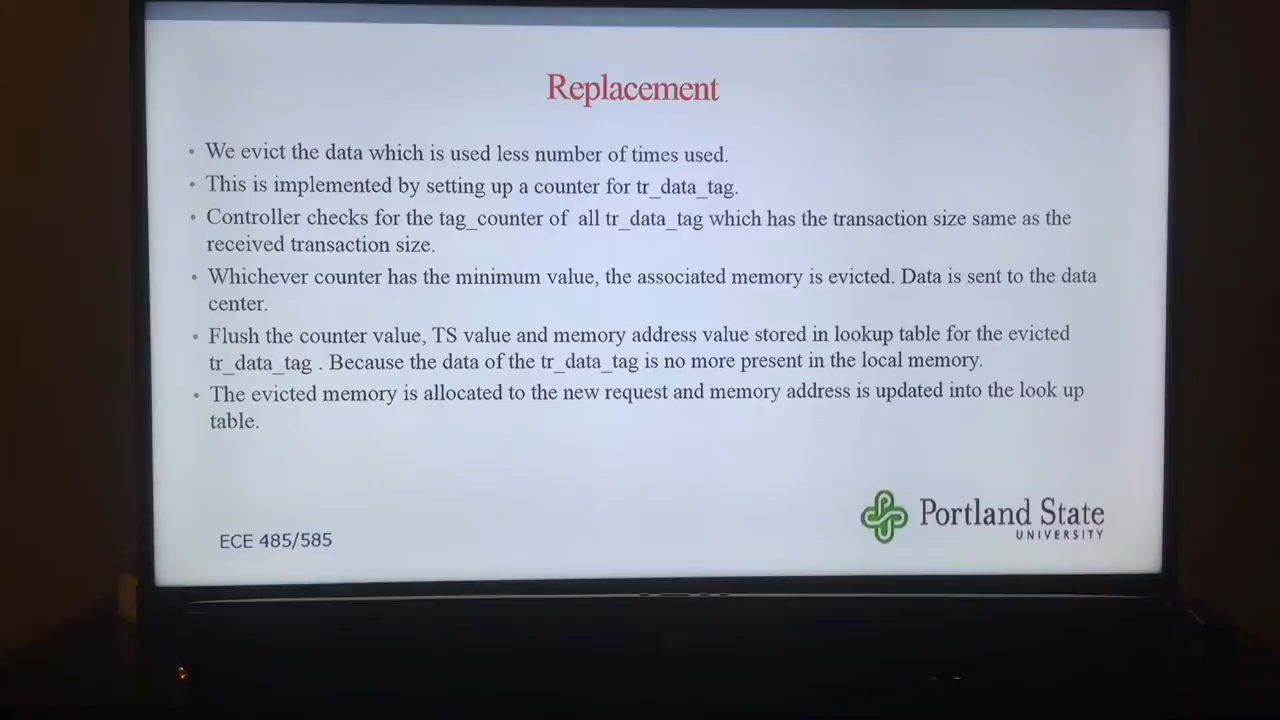 Replacement
• We evict the data which is used less number of times used.
• This is implemented by setting up a counter for tr_data_tag.
• Controller checks for the tag_counter of all tr_data_tag which has the transaction size same as the
received transaction size.
• Whichever counter has the minimum value, the associated memory is evicted. Data is sent to the data
center.
• Flush the counter value, TS value and memory address value stored in lookup table for the evicted
tr_data_tag . Because the data of the tr_data_tag is no more present in the local memory.
• The evicted memory is allocated to the new request and memory address is updated into the look up
table.
Portland State
UNIVERSITY
ECE 485/585